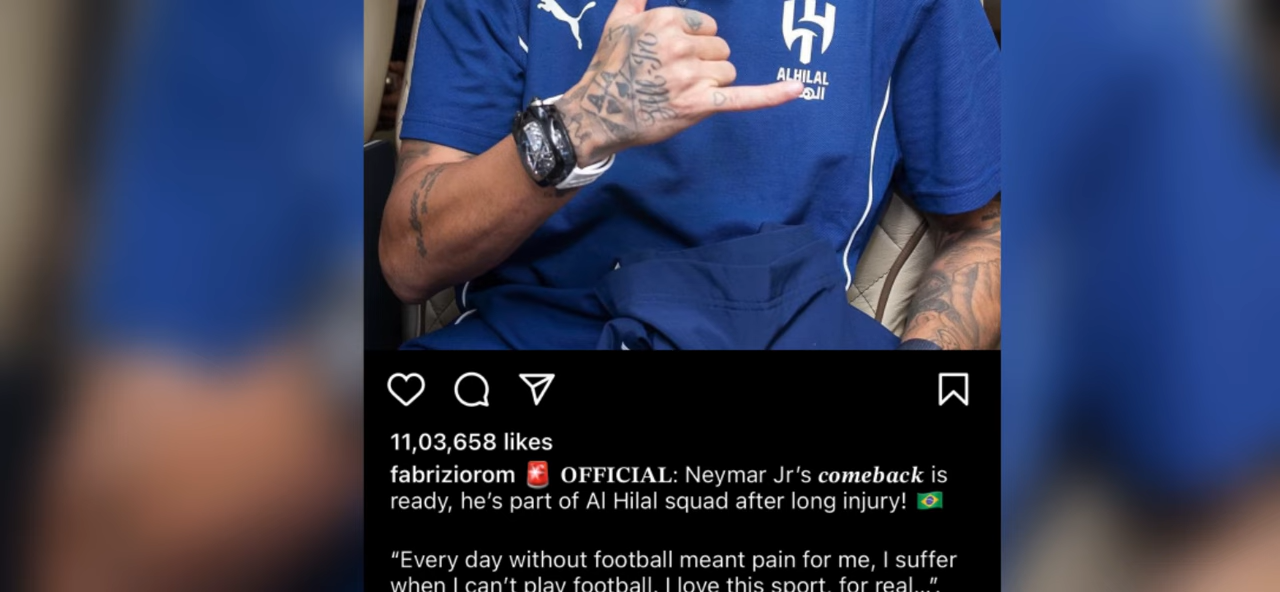 All-In
ALHILAL
11,03,658 likes
fabriziorom 🚨 𝐎𝐅𝐅𝐈𝐂𝐈𝐀𝐋: Neymar Jr’s 𝒄𝒐𝒎𝒆𝒃𝒂𝒄𝒌 is
ready, he’s part of Al Hilal squad after long injury! 🇧🇷
“Every day without football meant pain for me, I suffer
when I can’t play football. I love this sport, for real…”.